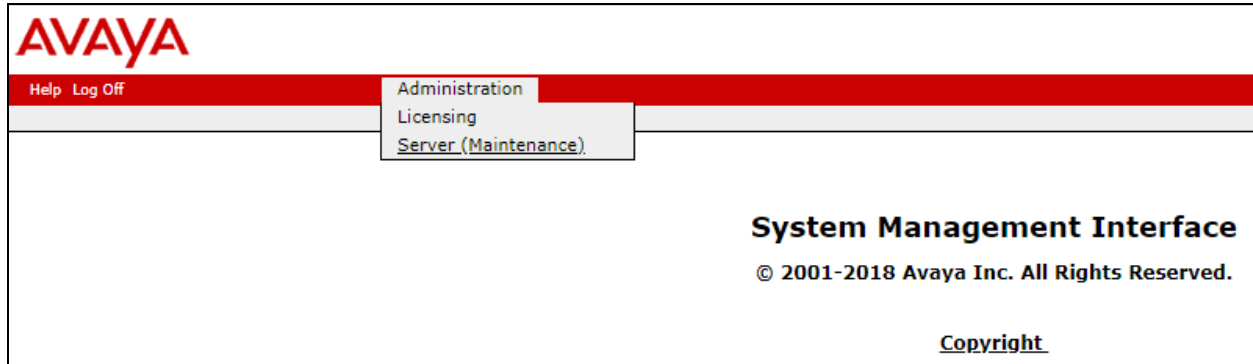 AVAYA
Help Log Off Administration
Licensing
Server (Maintenance)
System Management Interface
© 2001-2018 Avaya Inc. All Rights Reserved.
Copyright